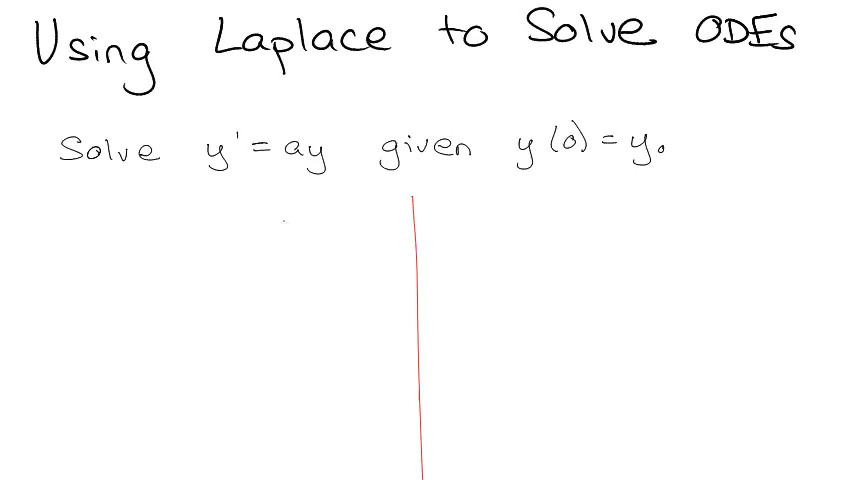 Using Laplace to Solve ODEs
Solve y' = ay given y(0) = y₀